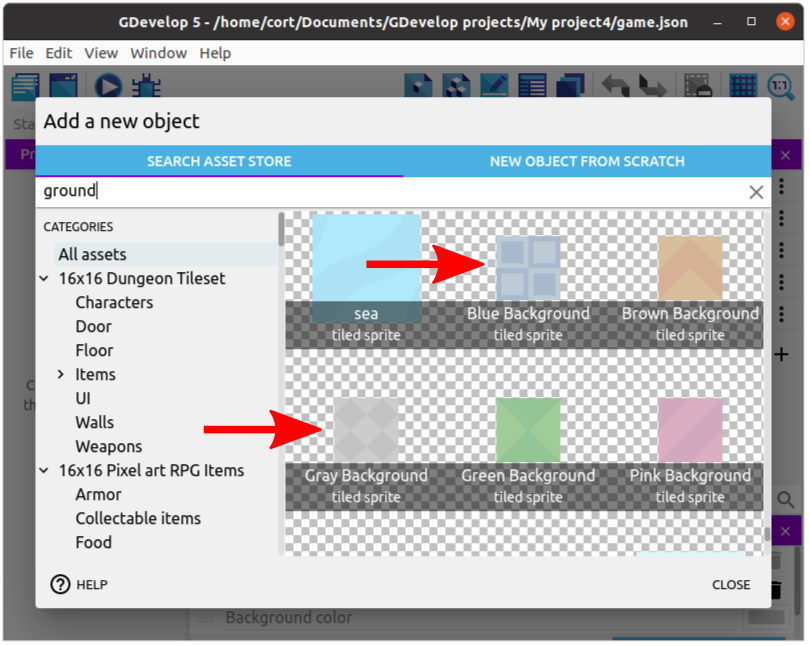 GDevelop 5 - /home/cort/Documents/GDevelop projects/My project4/game.json
File Edit View Window Help
1:1
Sta
Add a new object
Pr
SEARCH ASSET STORE NEW OBJECT FROM SCRATCH
ground
CATEGORIES
All assets
16x16 Dungeon Tileset
Characters
Door
Floor
Items
UI
Walls
Weapons
16x16 Pixel art RPG Items
Armor
Collectable items
Food
sea Blue Background Brown Background
tiled sprite tiled sprite tiled sprite
Gray Background Green Background Pink Background
tiled sprite tiled sprite tiled sprite
C
th
HELP CLOSE
Background color